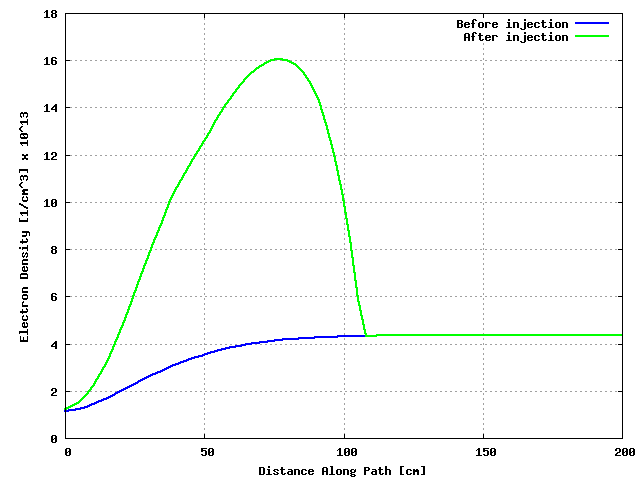 18
16
14
12
10
8
6
4
2
0
Before injection
After injection
Electron Density [1/cm^3] x 10^13
0 50 100 150 200
Distance Along Path [cm]